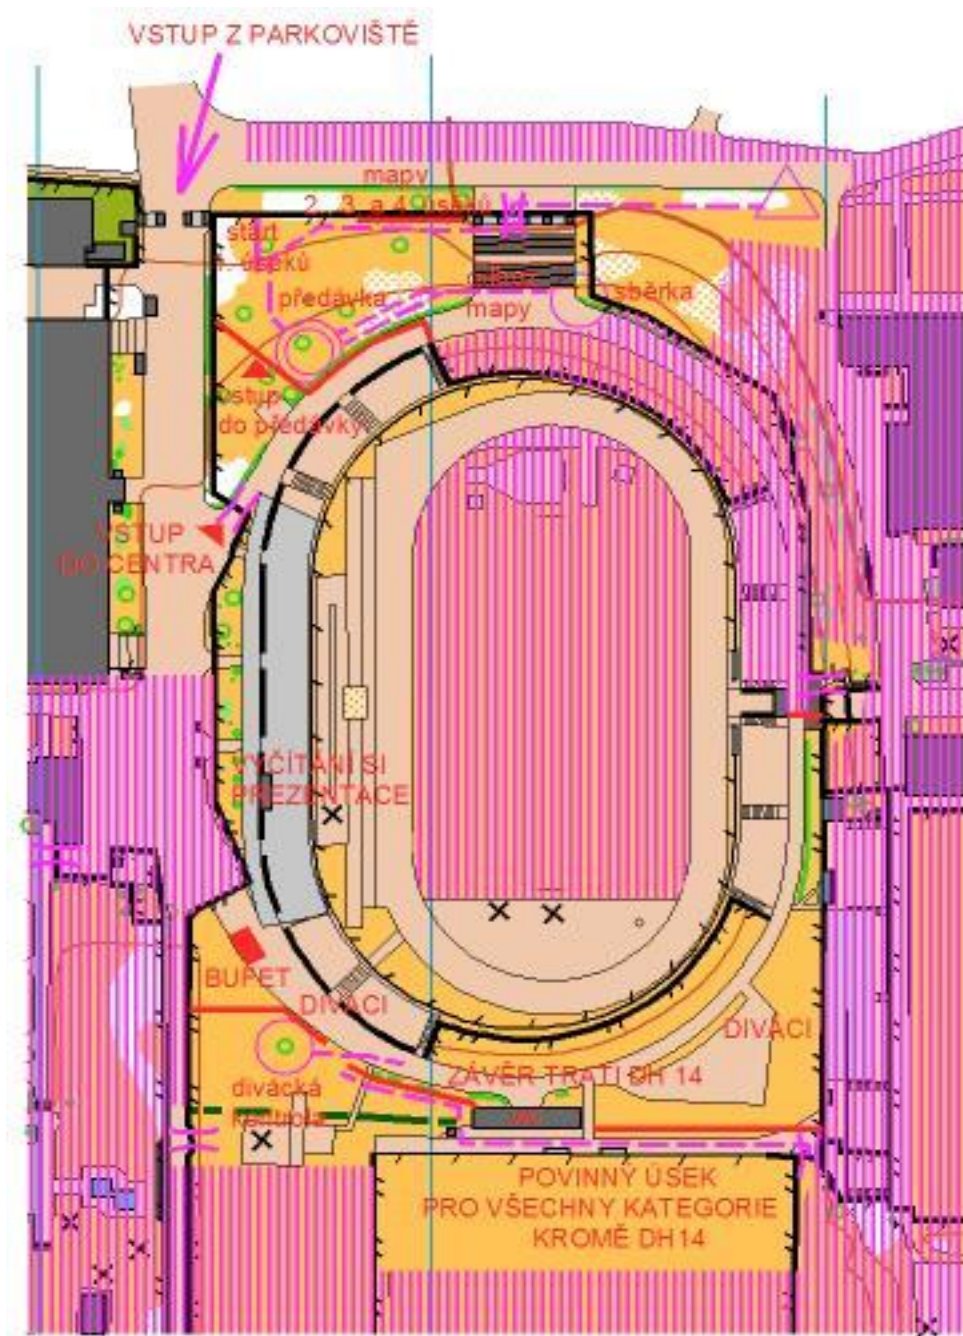 VSTUP Z PARKOVIŠTĚ
mapy
2., 3. a 4. úseků
start
1. úseků
předávka
sběrka
mapy
vstup
do předávky
VSTUP
DO CENTRA
VYČÍTÁNÍ SI
PREZENTACE
BUFET
DIVÁCI
DIVÁCI
divácká
kontrola
ZÁVĚR TRATI DH 14
POVINNÝ ÚSEK
PRO VŠECHNY KATEGORIE
KROMĚ DH14